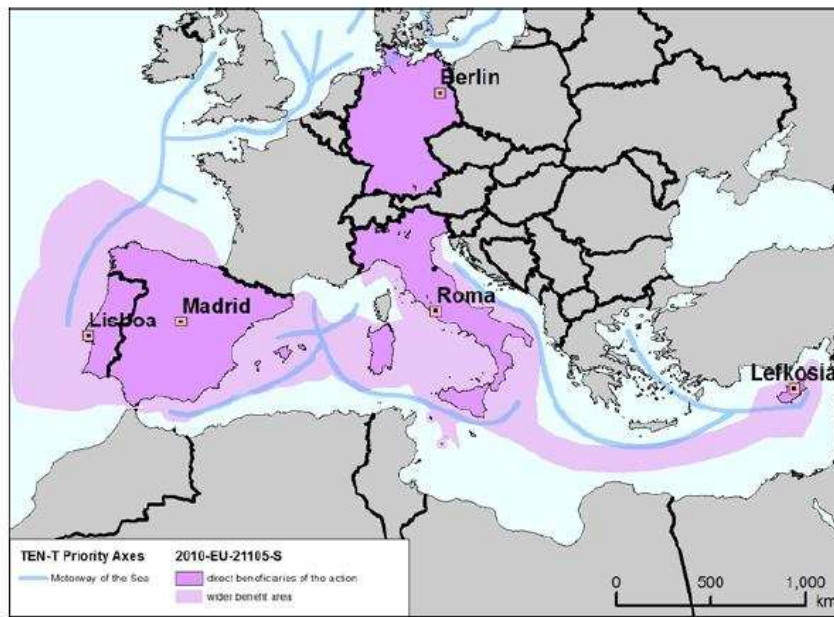 Berlin
Roma
Madrid
Lisboa
Lefkosia
TEN-T Priority Axes
Motorway of the Sea
2010-EU-21105-S
direct beneficiaries of the action
wider benefit area
0 500 1,000
km